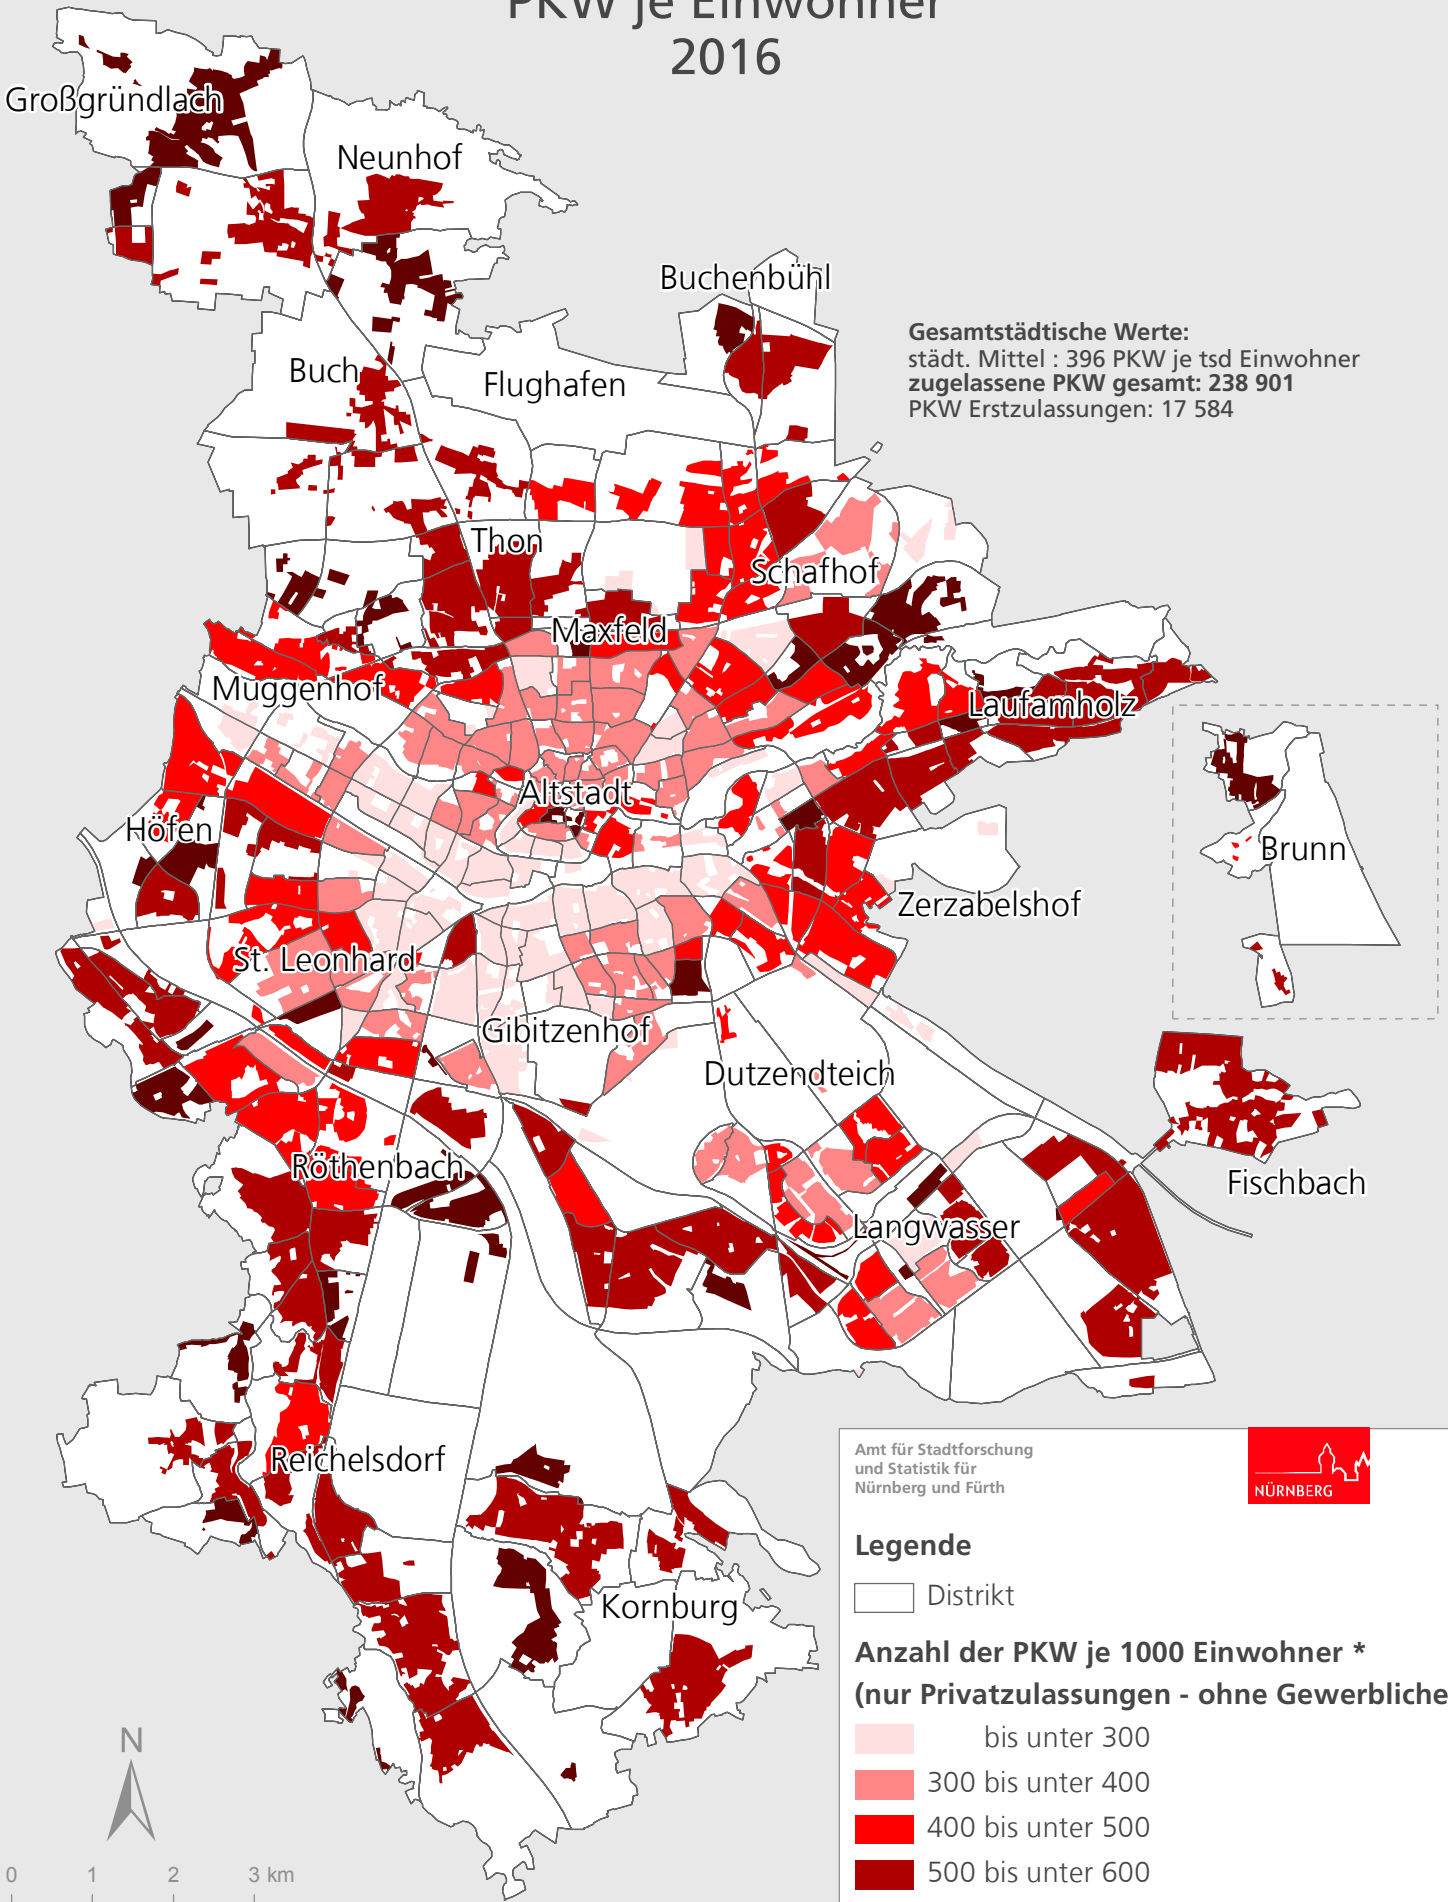 PKW je Einwohner
2016
Großgründlach
Neunhof
Buchenbühl
Gesamtstädtische Werte:
städt. Mittel : 396 PKW je tsd Einwohner
zugelassene PKW gesamt: 238 901
PKW Erstzulassungen: 17 584
Buch
Flughafen
Thon
Schafhof
Maxfeld
Muggenhof
Laufamholz
Altstadt
Höfen
Brunn
Zerzabelshof
St. Leonhard
Gibitzenhof
Dutzendteich
Röthenbach
Fischbach
Langwasser
Reichelsdorf
Kornburg
Amt für Stadtforschung
und Statistik für
Nürnberg und Fürth
NÜRNBERG
Legende
Distrikt
Anzahl der PKW je 1000 Einwohner *
(nur Privatzulassungen - ohne Gewerbliche
bis unter 300
300 bis unter 400
400 bis unter 500
500 bis unter 600
N
0 1 2 3 km